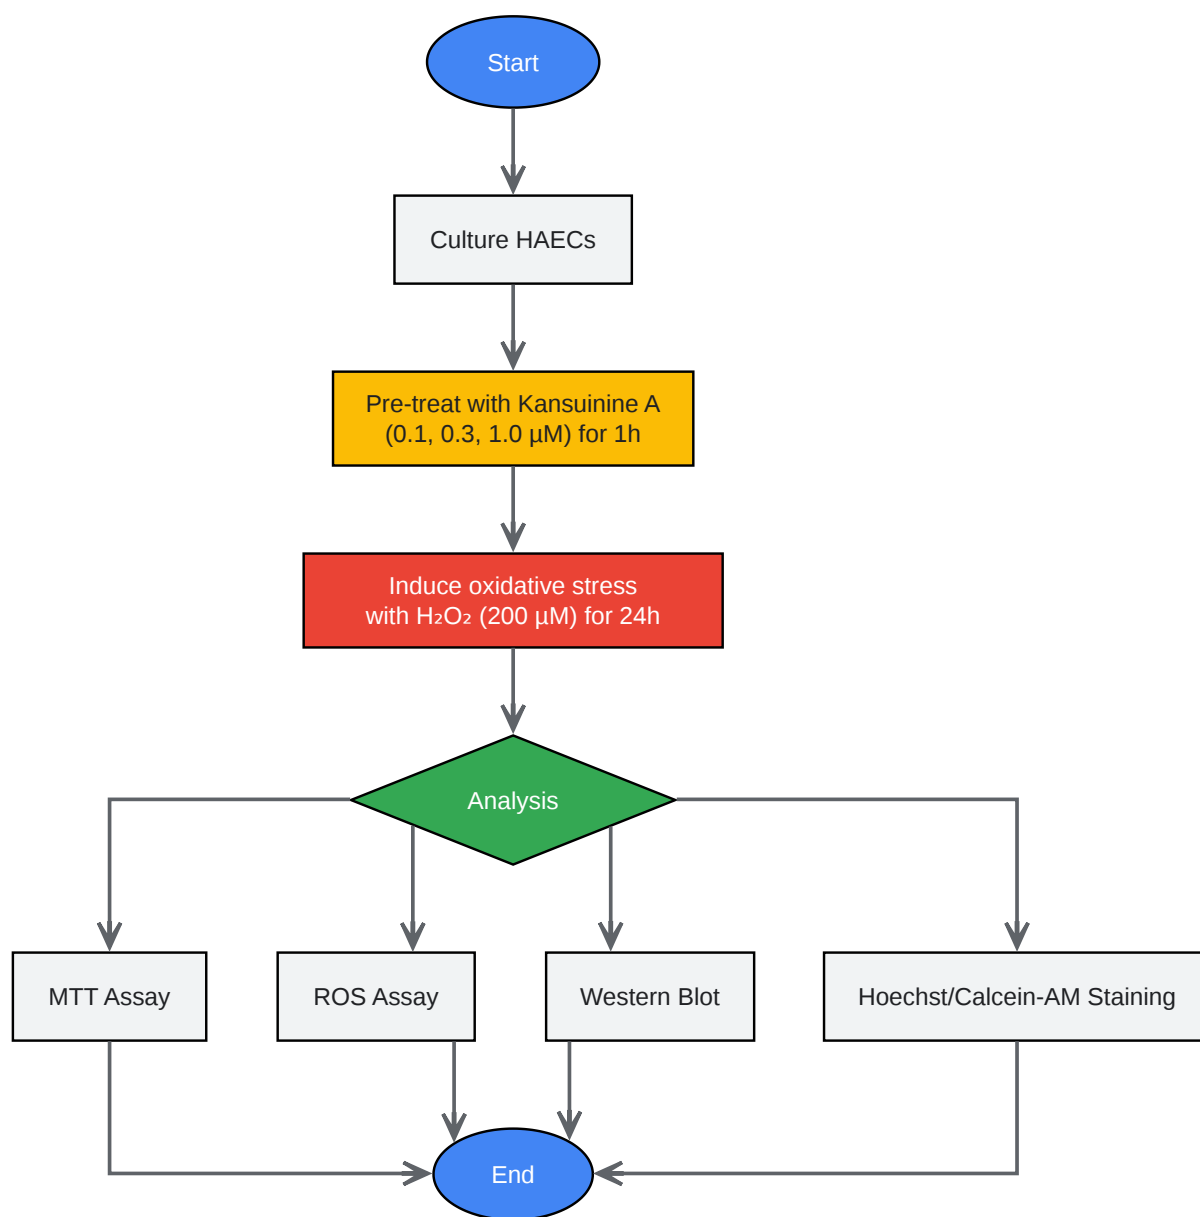 Start
Culture HAECs
Pre-treat with Kansuinine A
(0.1, 0.3, 1.0 µM) for 1h
Induce oxidative stress
with H₂O₂ (200 µM) for 24h
Analysis
MTT Assay
ROS Assay
Western Blot
Hoechst/Calcein-AM Staining
End